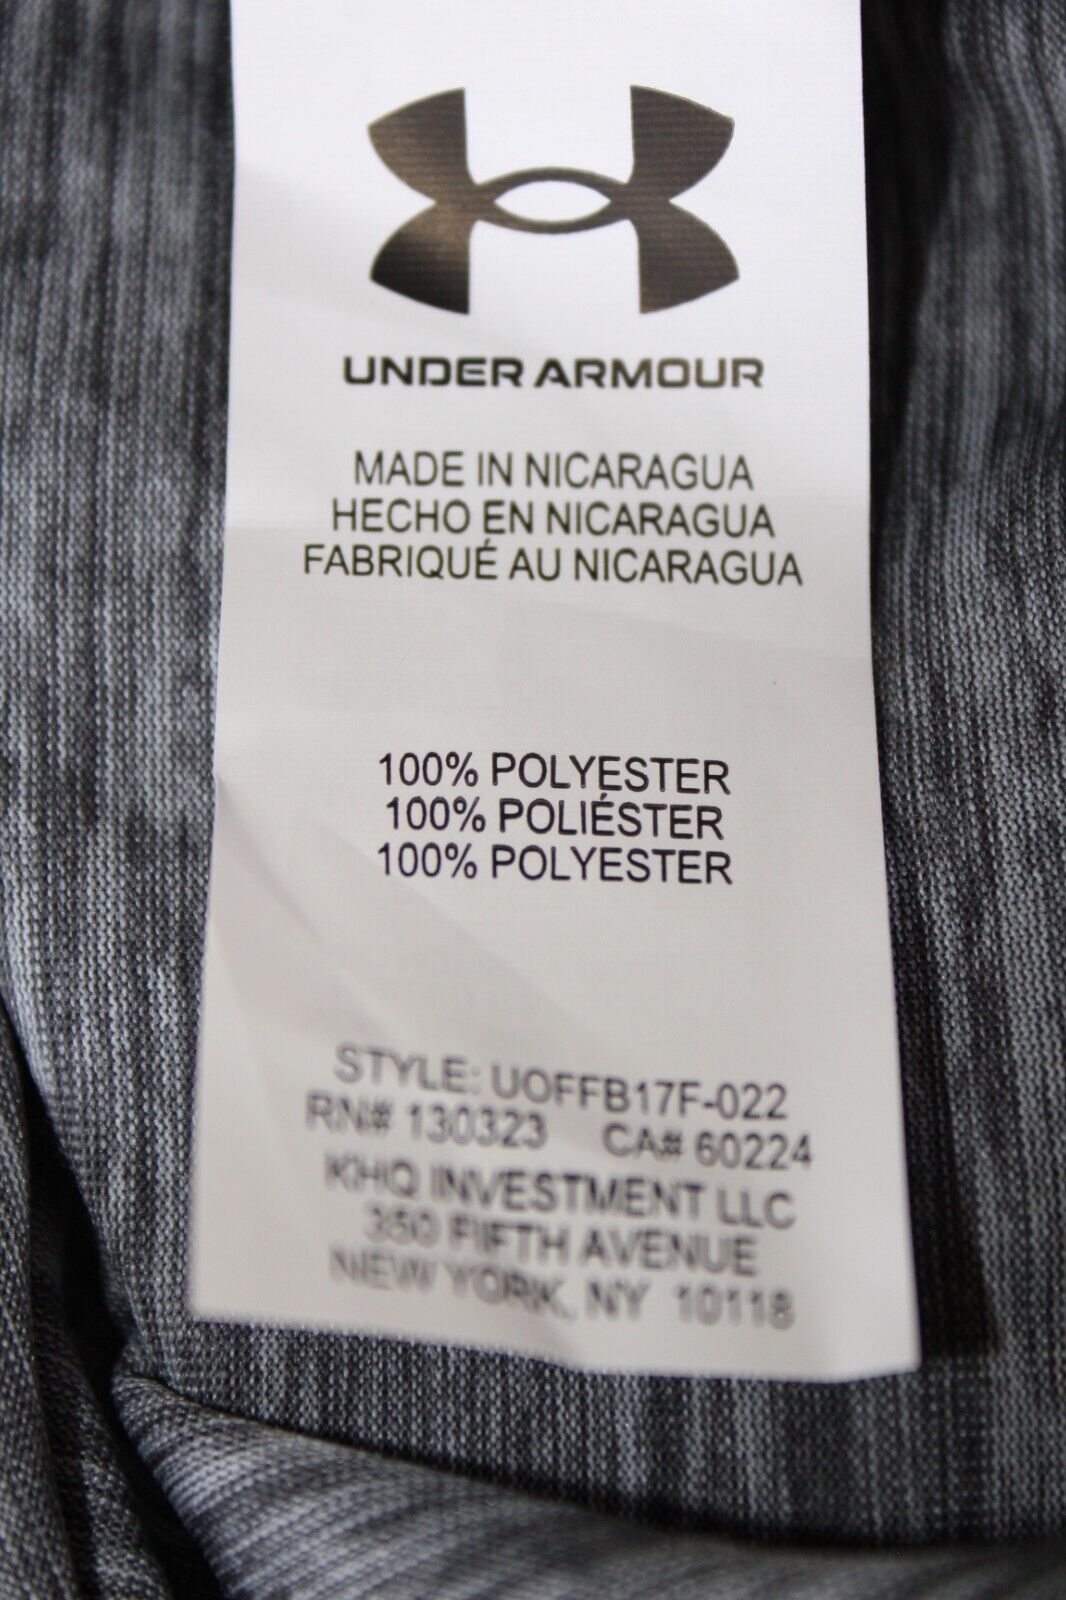 UNDER ARMOUR
MADE IN NICARAGUA
HECHO EN NICARAGUA
FABRIQUÉ AU NICARAGUA
100% POLYESTER
100% POLIÉSTER
100% POLYESTER
STYLE: UOFFB17F-022
RN# 130323 CA# 60224
KHQ INVESTMENT LLC
350 FIFTH AVENUE
NEW YORK, NY 10118